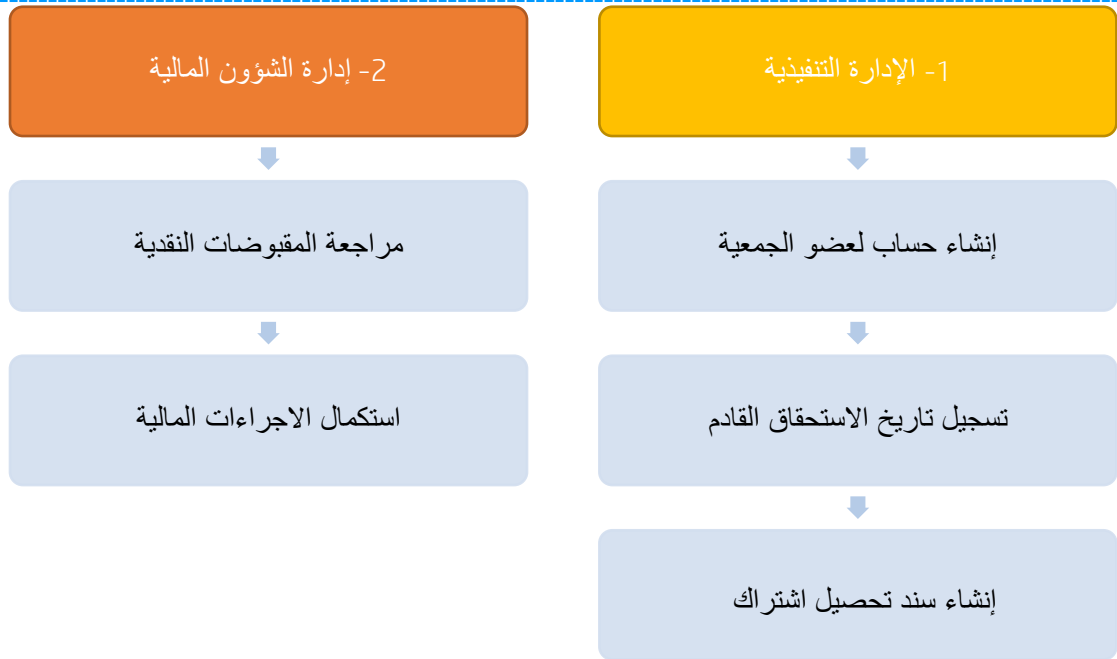 1- الإدارة التنفيذية
إنشاء حساب لعضو الجمعية
تسجيل تاريخ الاستحقاق القادم
إنشاء سند تحصيل اشتراك
2- إدارة الشؤون المالية
مراجعة المقبوضات النقدية
استكمال الاجراءات المالية